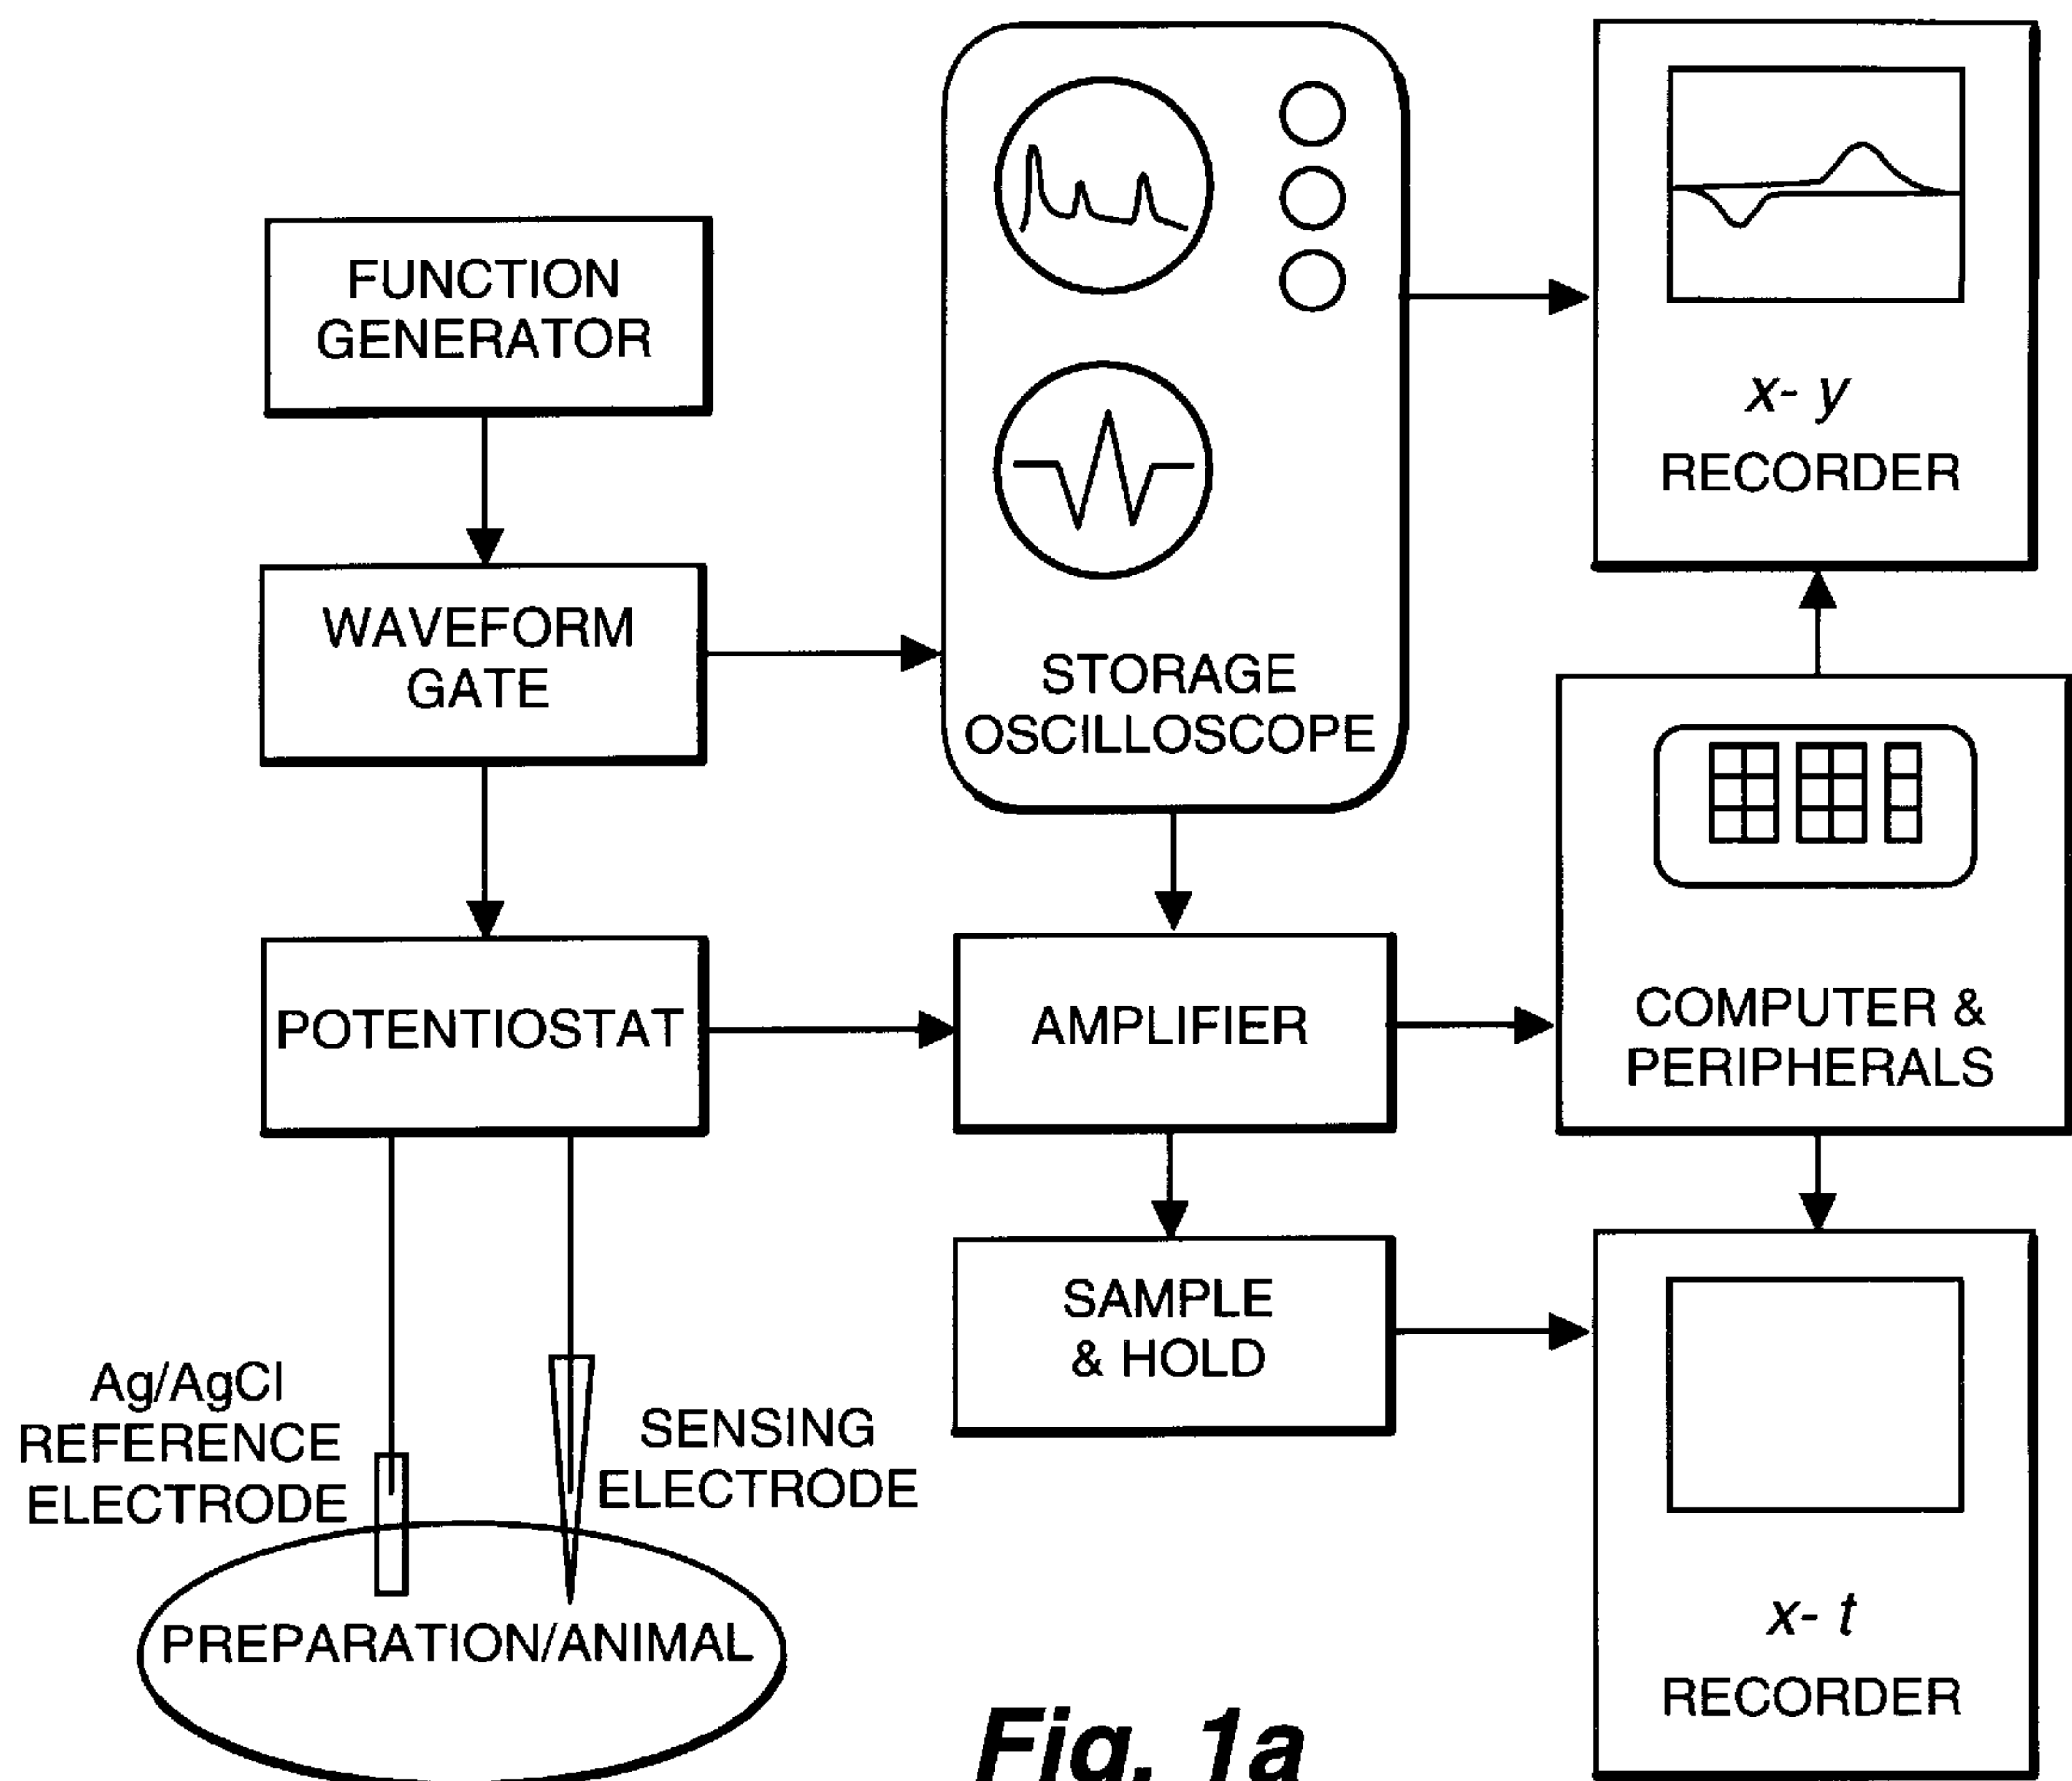 FUNCTION
GENERATOR
WAVEFORM
GATE
STORAGE
OSCILLOSCOPE
x- y
RECORDER
POTENTIOSTAT
AMPLIFIER
COMPUTER &
PERIPHERALS
SAMPLE
& HOLD
Ag/AgCl
REFERENCE
ELECTRODE
SENSING
ELECTRODE
PREPARATION/ANIMAL
x- t
RECORDER
Fig. 1a